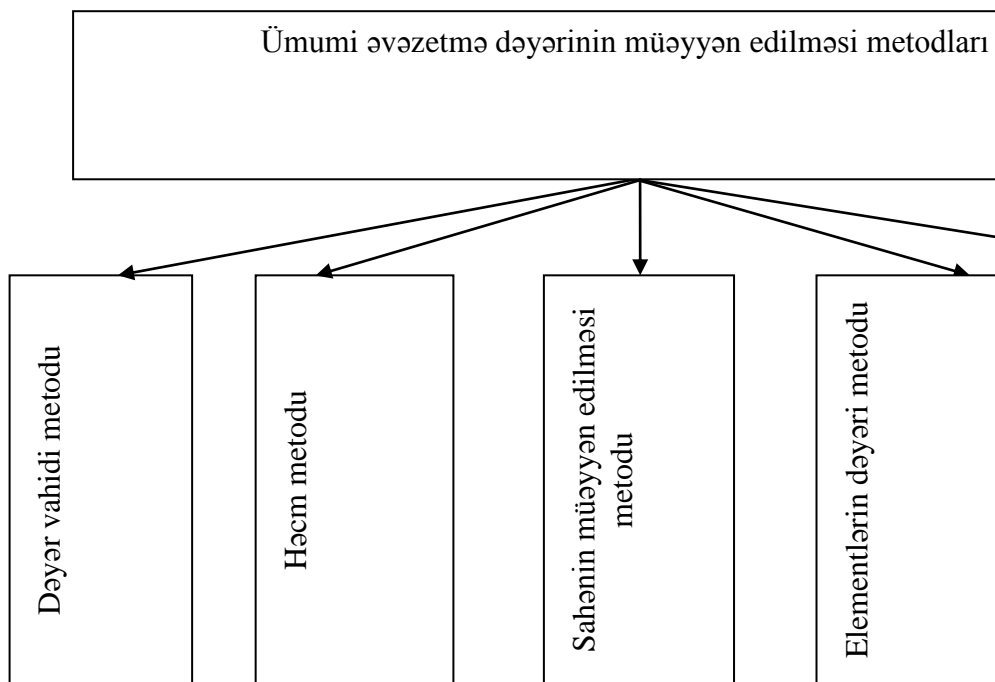 Ümumi əvəzetmə dəyərinin müəyyən edilməsi metodları
Dəyər vahidi metodu
Həcm metodu
Sahənin müəyyən edilməsi
metodu
Elementlərin dəyəri metodu